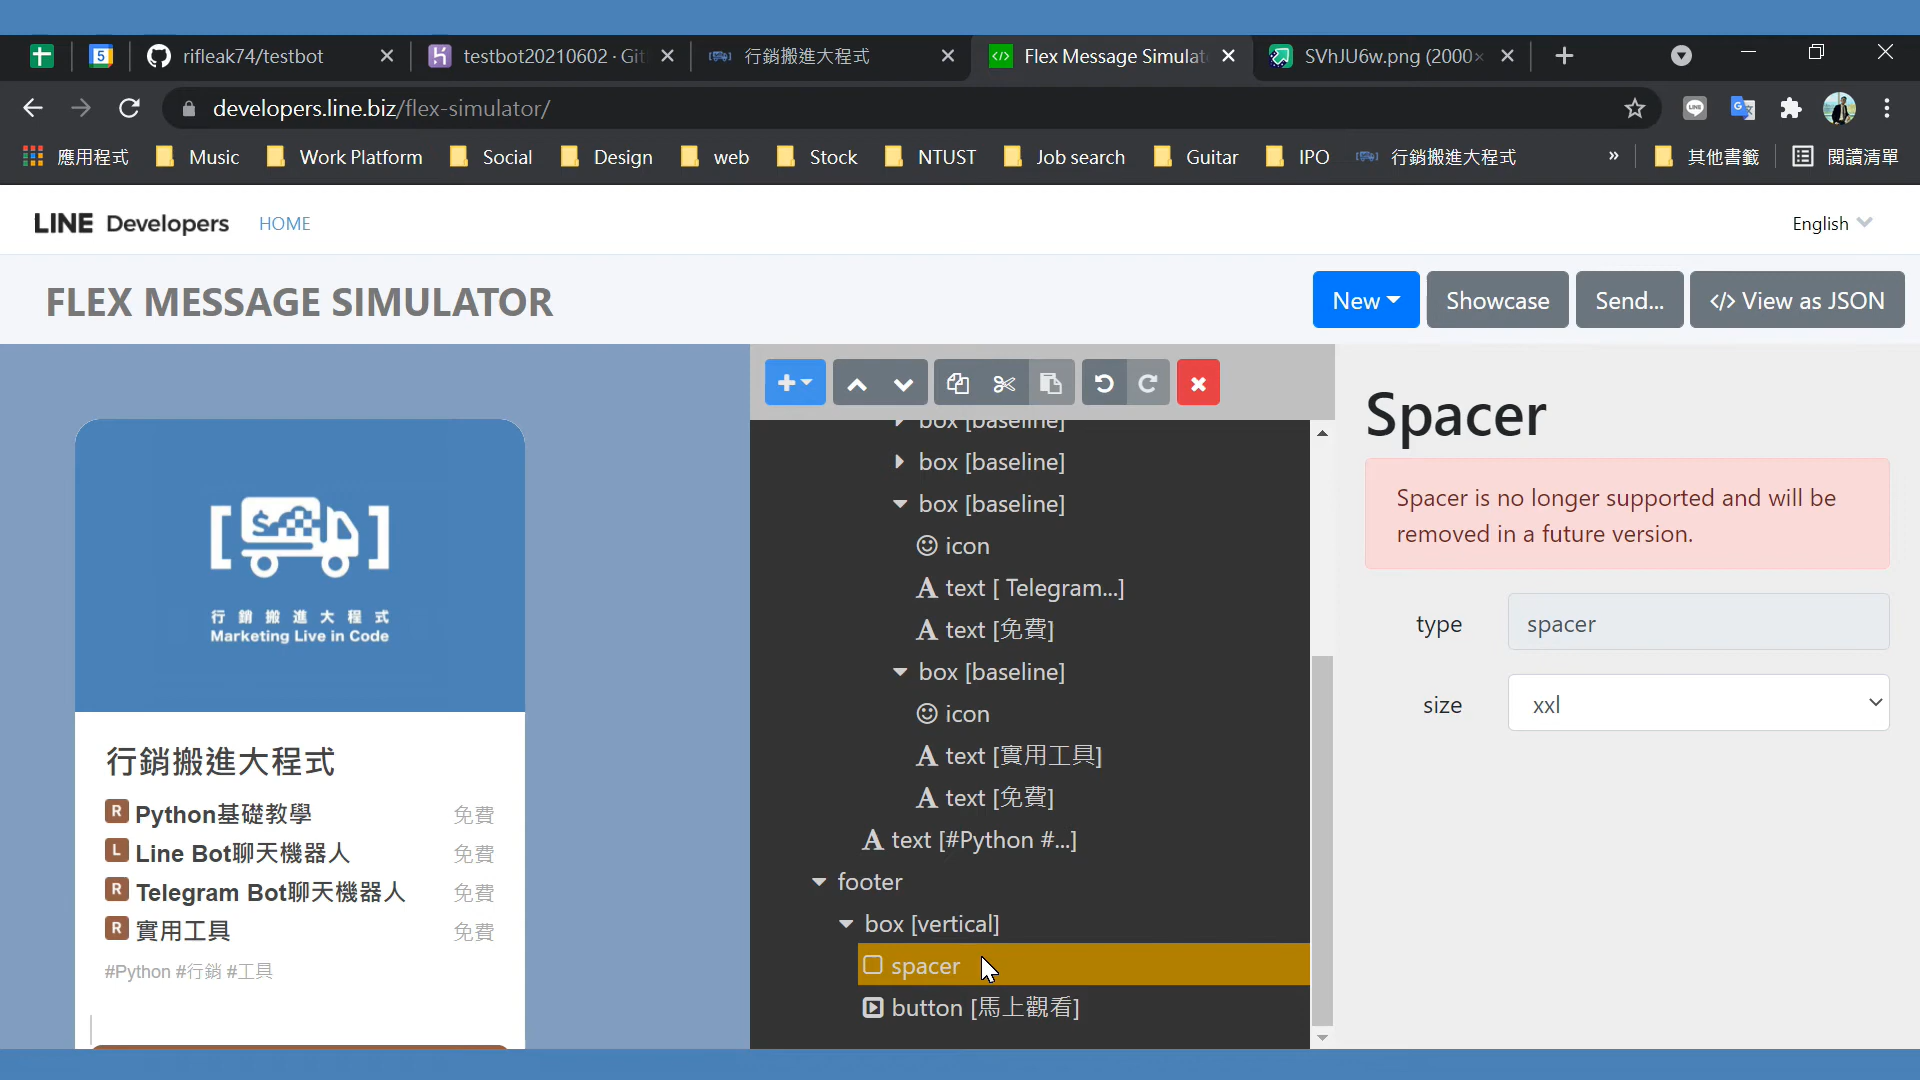 rifleak74/testbot
testbot20210602 · Git
行銷搬進大程式
Flex Message Simulat
SVhJU6w.png (2000×
developers.line.biz/flex-simulator/
應用程式
Music
Work Platform
Social
Design
web
Stock
NTUST
Job search
Guitar
IPO
行銷搬進大程式
»
其他書籤
閱讀清單
LINE Developers
HOME
English
FLEX MESSAGE SIMULATOR
New
Showcase
Send...
</> View as JSON
行銷搬進大程式
Marketing Live in Code
行銷搬進大程式
R Python基礎教學 免費
L Line Bot聊天機器人 免費
R Telegram Bot聊天機器人 免費
R 實用工具 免費
#Python #行銷 #工具
box [baseline]
box [baseline]
box [baseline]
icon
text [ Telegram...]
text [免費]
box [baseline]
icon
text [實用工具]
text [免費]
text [#Python #...]
footer
box [vertical]
spacer
button [馬上觀看]
Spacer
Spacer is no longer supported and will be
removed in a future version.
type spacer
size xxl